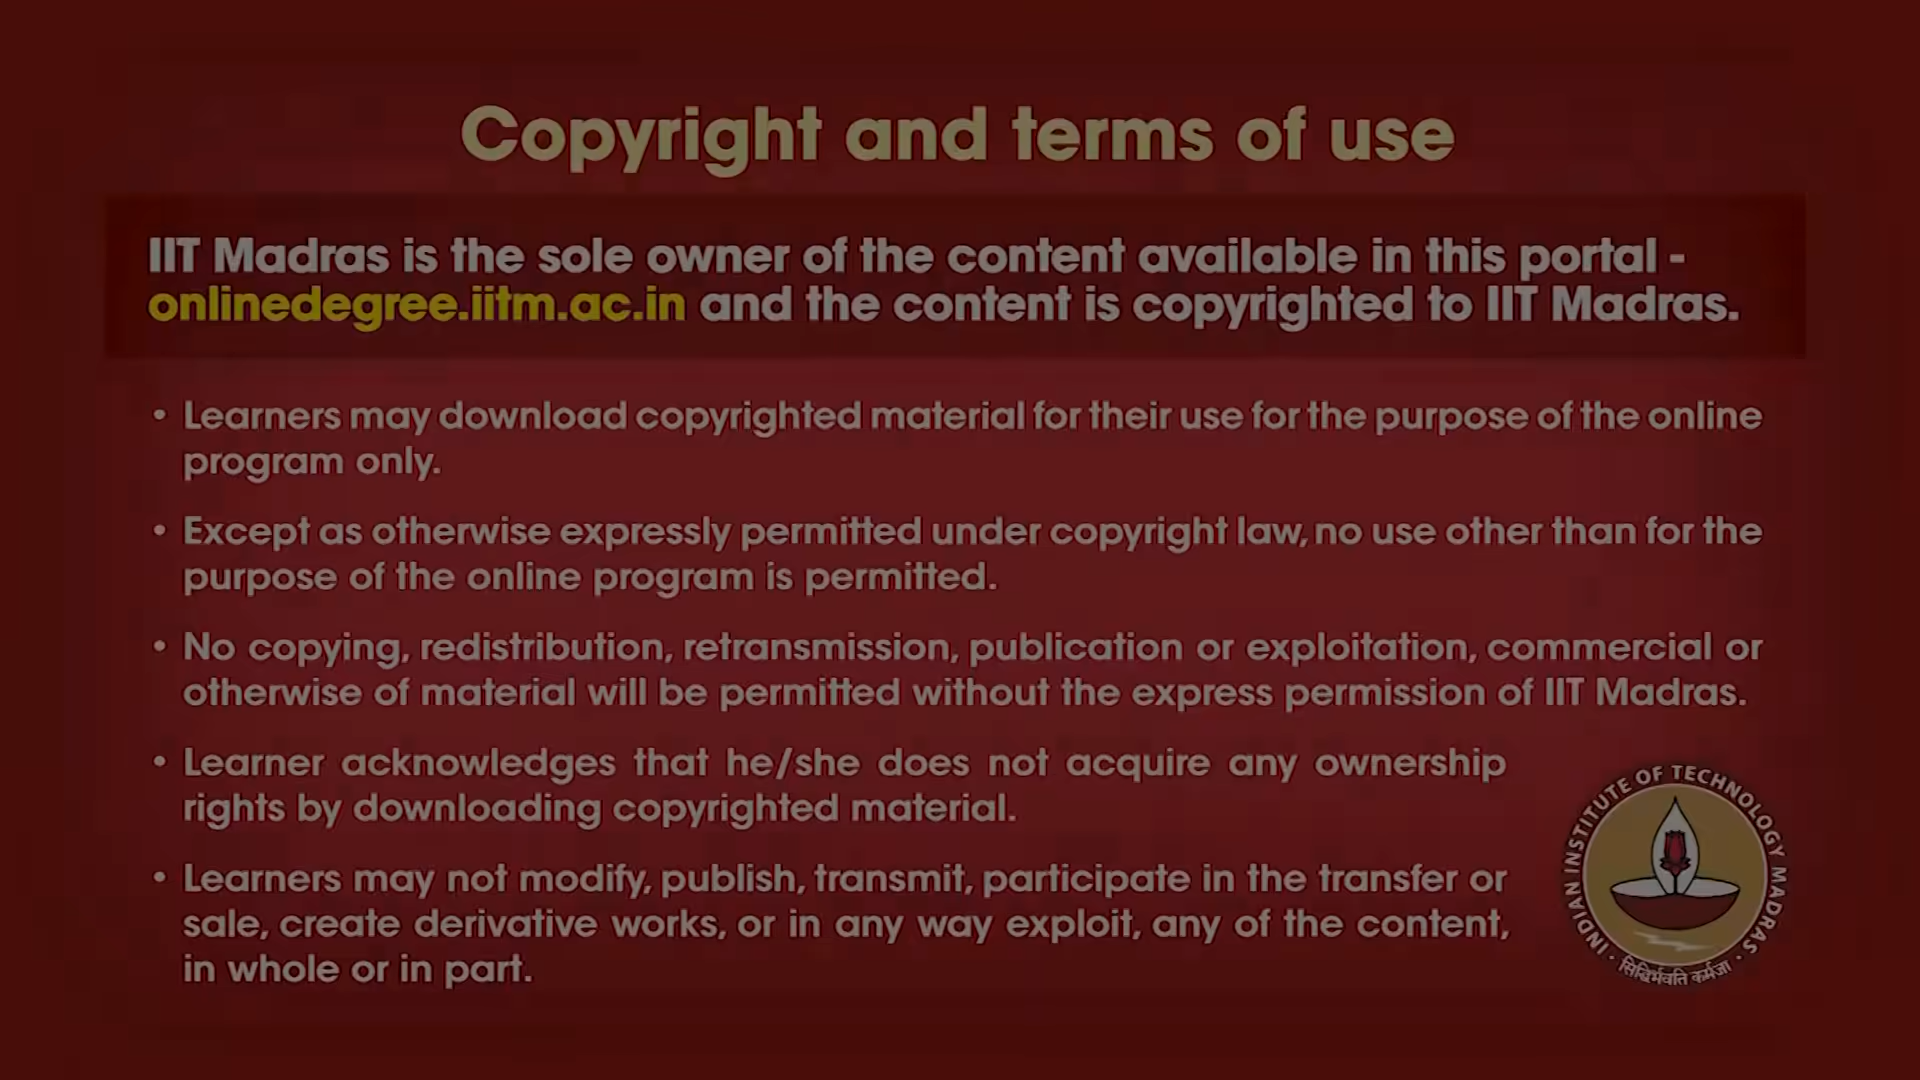 Copyright and terms of use
IIT Madras is the sole owner of the content available in this portal -
onlinedegree.iitm.ac.in and the content is copyrighted to IIT Madras.
• Learners may download copyrighted material for their use for the purpose of the online
program only.
• Except as otherwise expressly permitted under copyright law, no use other than for the
purpose of the online program is permitted.
• No copying, redistribution, retransmission, publication or exploitation, commercial or
otherwise of material will be permitted without the express permission of IIT Madras.
• Learner acknowledges that he/she does not acquire any ownership
rights by downloading copyrighted material.
• Learners may not modify, publish, transmit, participate in the transfer or
sale, create derivative works, or in any way exploit, any of the content,
in whole or in part.
INDIAN INSTITUTE OF TECHNOLOGY MADRAS
सिद्धिर्भवति कर्मजा